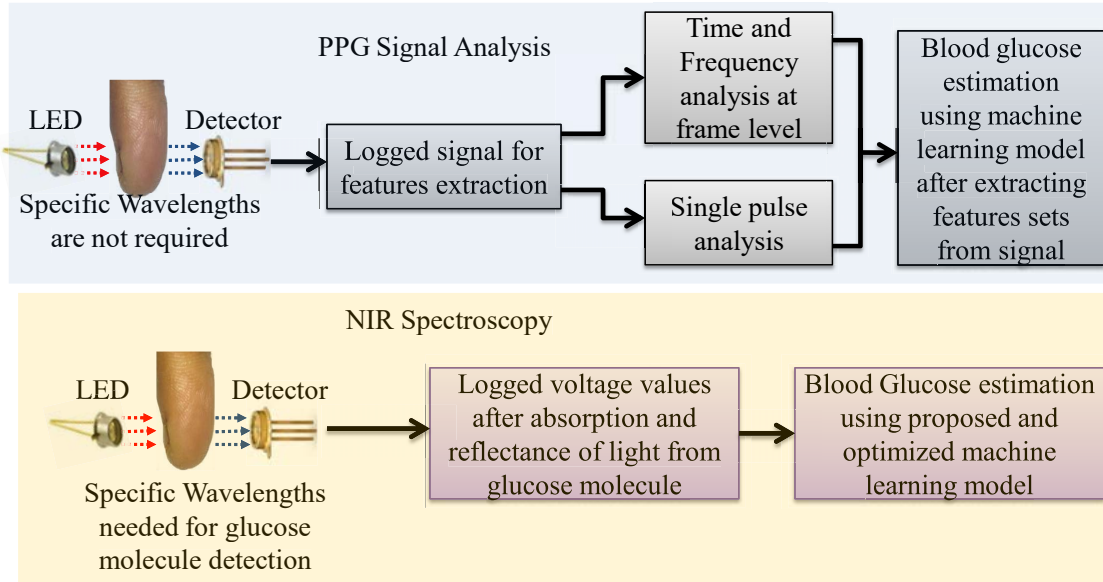 PPG Signal Analysis
LED
Detector
Specific Wavelengths
are not required
Logged signal for
features extraction
Time and
Frequency
analysis at
frame level
Single pulse
analysis
Blood glucose
estimation
using machine
learning model
after extracting
features sets
from signal
NIR Spectroscopy
LED
Detector
Specific Wavelengths
needed for glucose
molecule detection
Logged voltage values
after absorption and
reflectance of light from
glucose molecule
Blood Glucose estimation
using proposed and
optimized machine
learning model